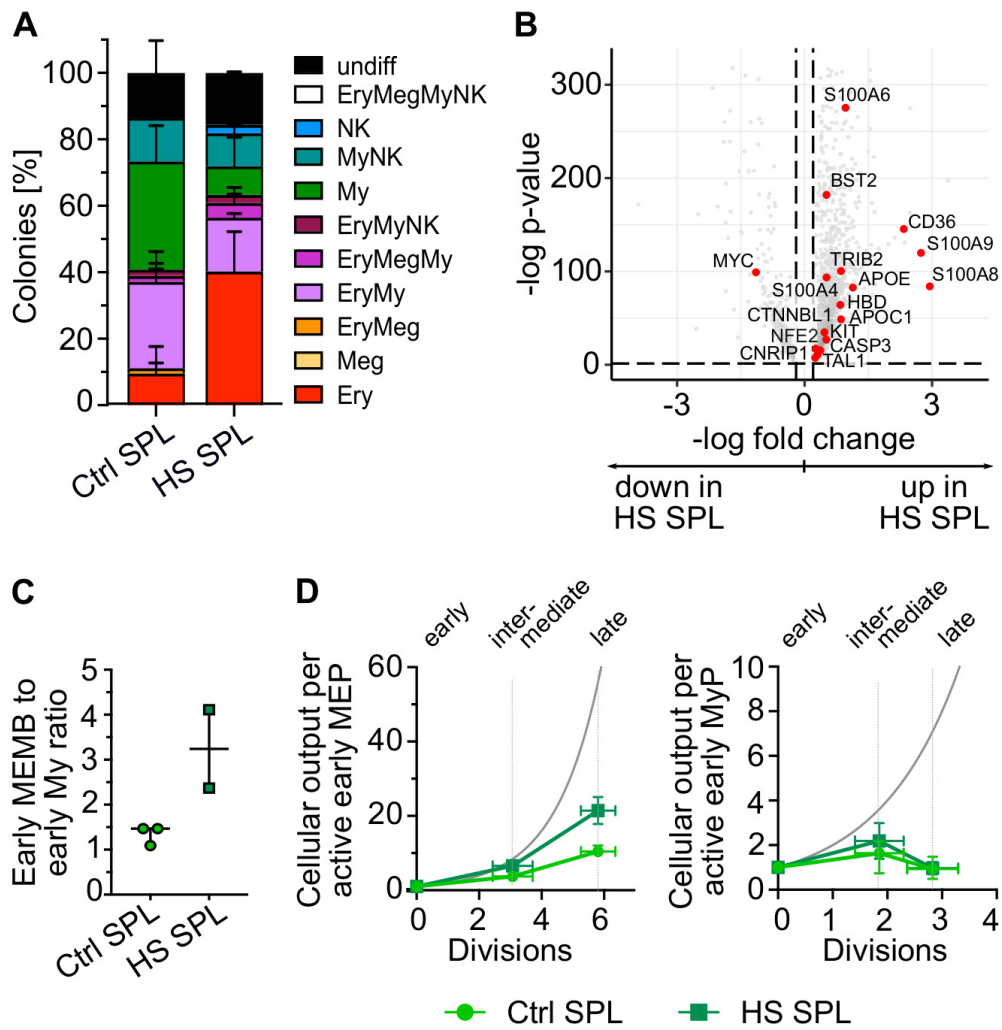 A
Colonies [%]
100
80
60
40
20
0
Ctrl SPL
HS SPL
undiff
EryMegMyNK
NK
MyNK
My
EryMyNK
EryMegMy
EryMy
EryMeg
Meg
Ery
B
-log p-value
300
200
100
0
S100A6
BST2
CD36
S100A9
MYC
TRIB2
S100A4
APOE
S100A8
HBD
CTNNBL1
APOC1
NFE2
KIT
CNRIP1
CASP3
TAL1
-3
0
3
-log fold change
down in
HS SPL
up in
HS SPL
C
Early MEMB to
early My ratio
5
4
3
2
1
0
Ctrl SPL
HS SPL
D
early
inter-
mediate
late
Cellular output per
active early MEP
60
40
20
0
0
2
4
6
Divisions
early
inter-
mediate
late
Cellular output per
active early MyP
10
8
6
4
2
0
0
1
2
3
4
Divisions
Ctrl SPL
HS SPL